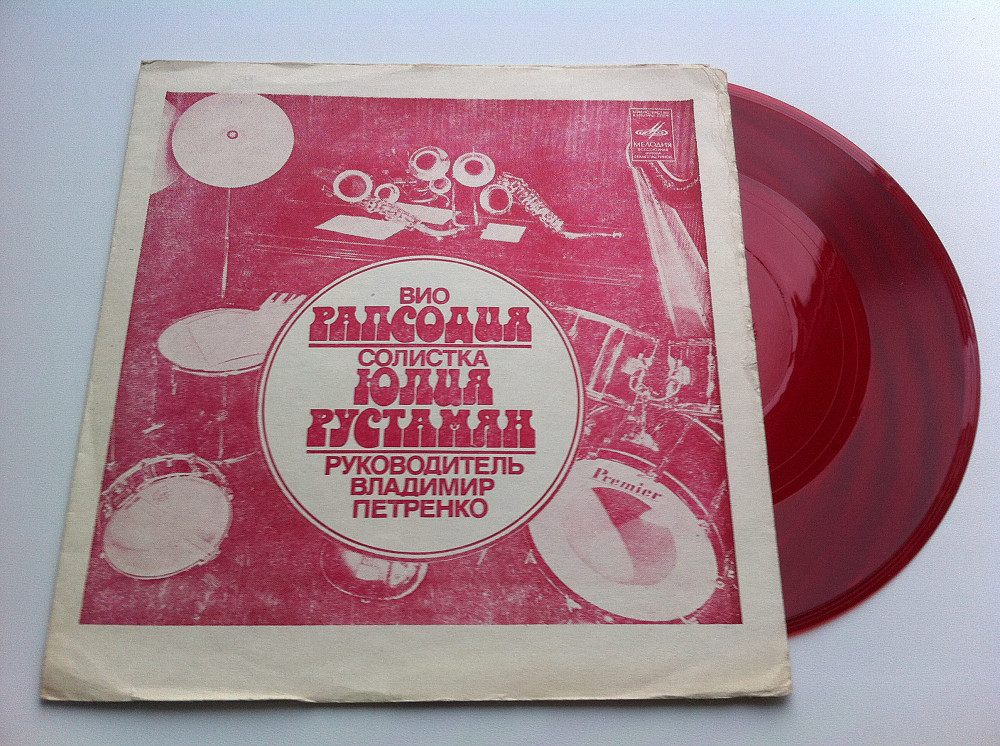 МЕЛОДИЯ
ВИО
РАПСОДИЯ
СОЛИСТКА
ЮЛИЯ
РУСТАМЯН
РУКОВОДИТЕЛЬ
ВЛАДИМИР
ПЕТРЕНКО
Premier